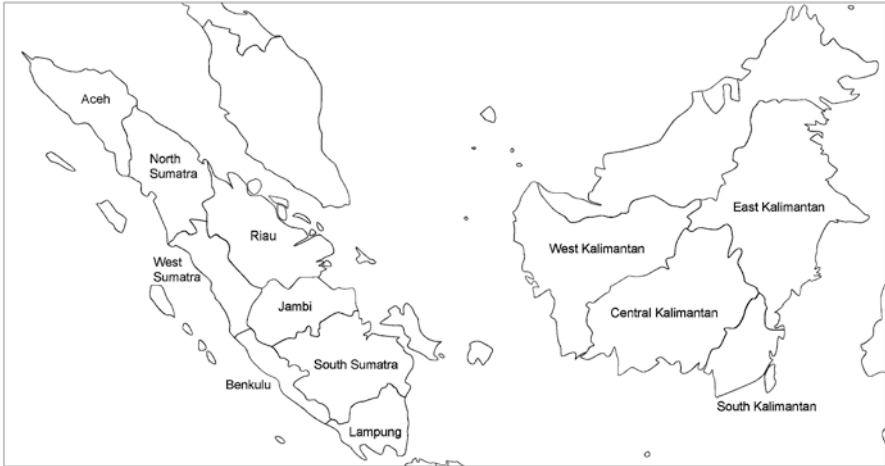 Aceh
North
Sumatra
Riau
West
Sumatra
Jambi
South Sumatra
Benkulu
Lampung
East Kalimantan
West Kalimantan
Central Kalimantan
South Kalimantan